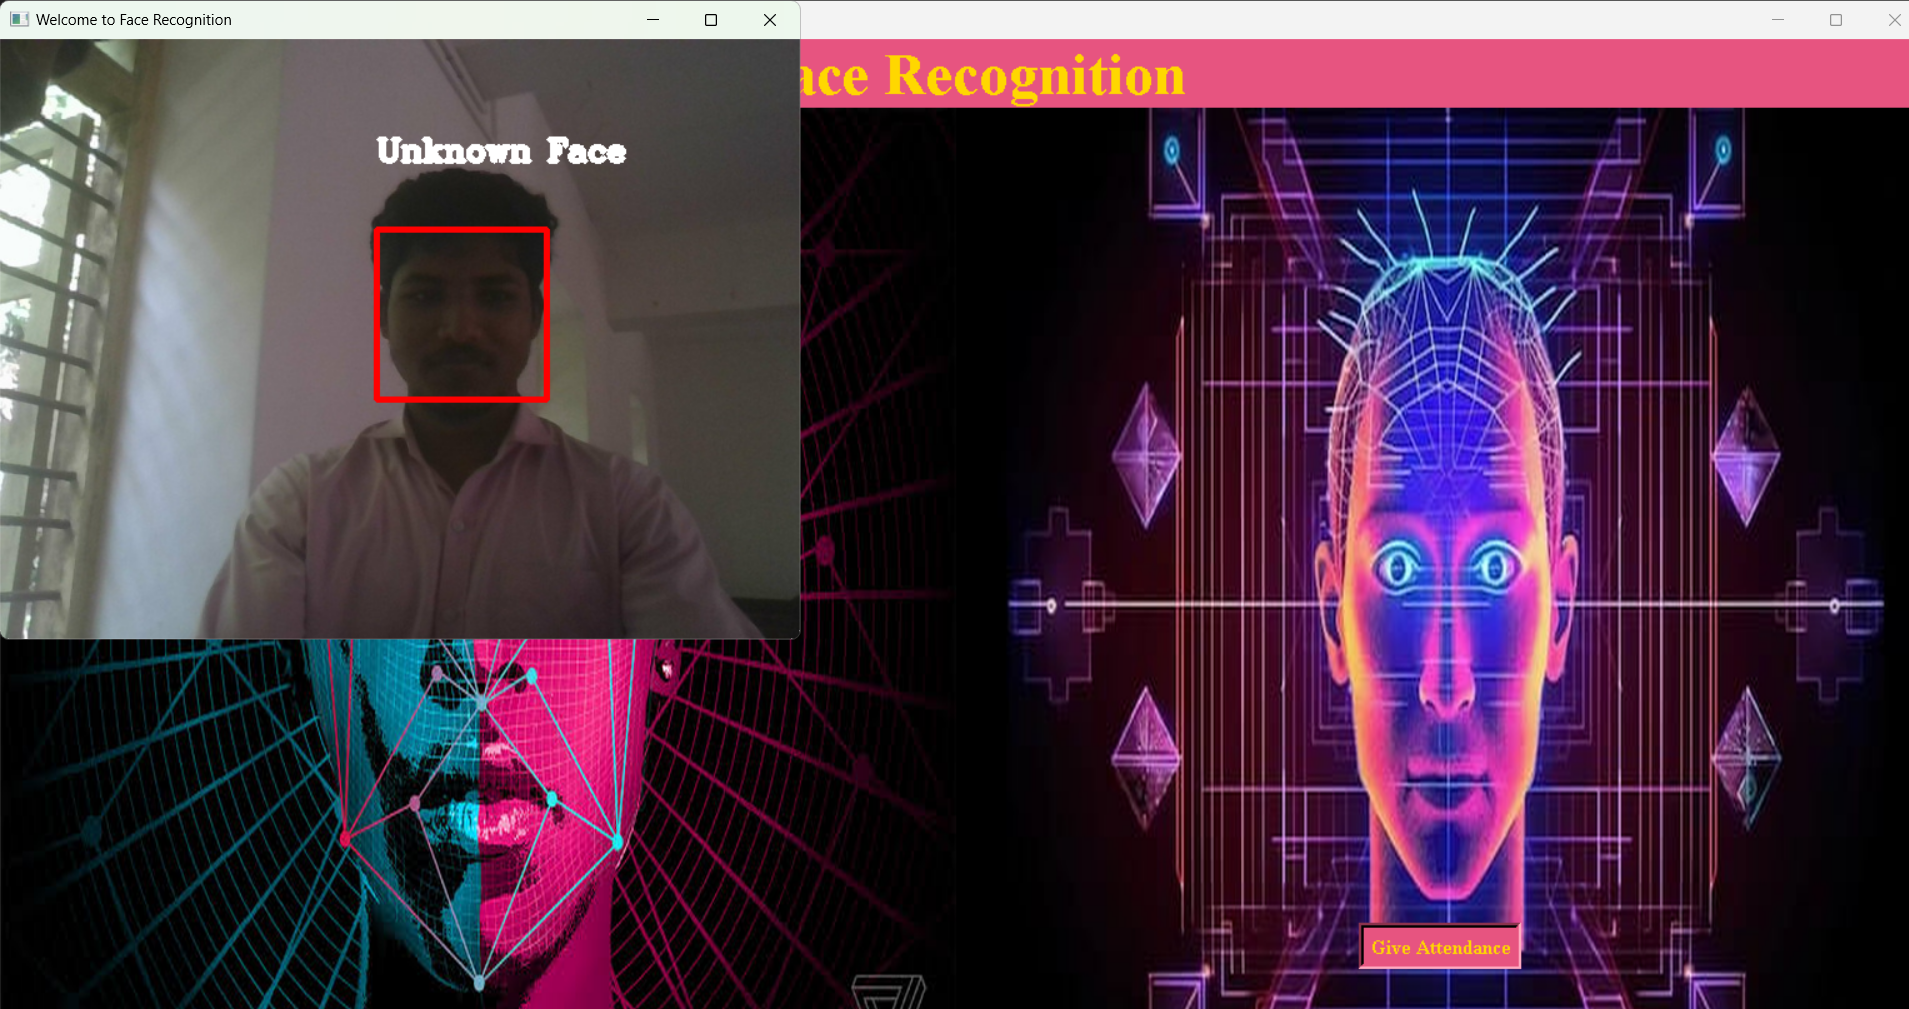 Welcome to Face Recognition
ace Recognition
Unknown Face
Give Attendance